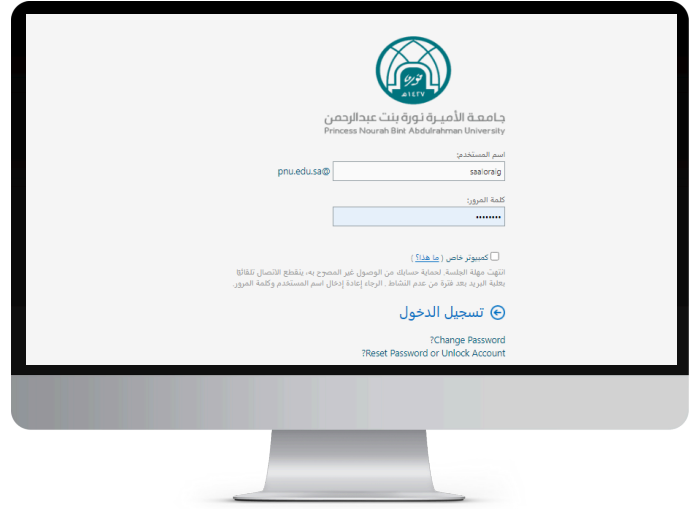 نورة
١٤٢٧هـ
جامعة الأميرة نورة بنت عبدالرحمن
Princess Nourah Bint Abdulrahman University
اسم المستخدم:
saaloraig
@pnu.edu.sa
كلمة المرور:
••••••••
كمبيوتر خاص ( ما هذا؟ )
انتهت مهلة الجلسة. لحماية حسابك من الوصول غير المصرح به، ينقطع الاتصال تلقائيًا
بعلبة البريد بعد فترة من عدم النشاط . الرجاء إعادة إدخال اسم المستخدم وكلمة المرور.
تسجيل الدخول
?Change Password
?Reset Password or Unlock Account